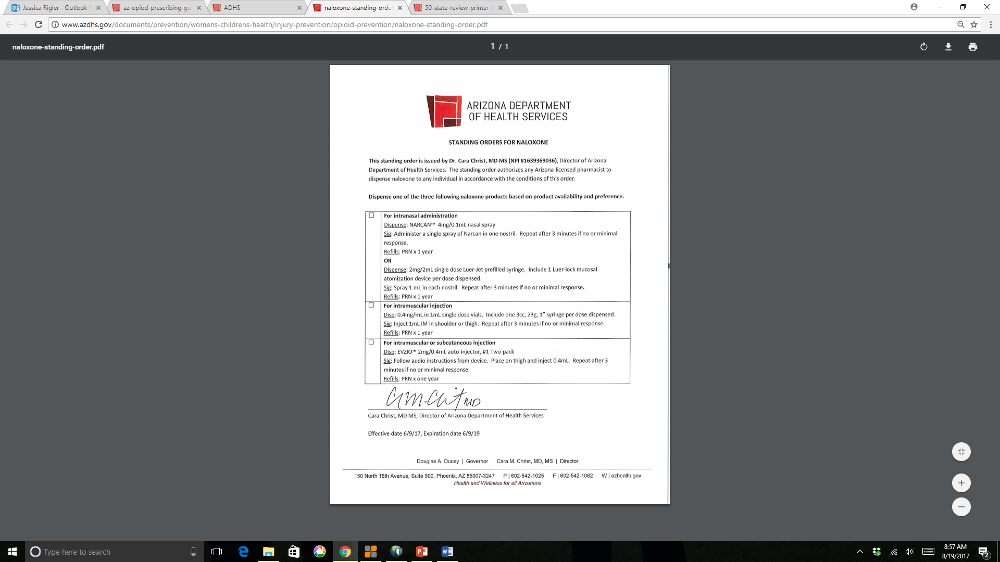 Jessica Rigler - Outlook W
az-opiod-prescribing-gui
ADHS
naloxone-standing-order
50-state-review-printer-f
www.azdhs.gov/documents/prevention/womens-childrens-health/injury-prevention/opioid-prevention/naloxone-standing-order.pdf
naloxone-standing-order.pdf
1 / 1
ARIZONA DEPARTMENT
OF HEALTH SERVICES
STANDING ORDERS FOR NALOXONE
This standing order is issued by Dr. Cara Christ, MD MS (NPI #1639369036), Director of Arizona
Department of Health Services. The standing order authorizes any Arizona-licensed pharmacist to
dispense naloxone to any individual in accordance with the conditions of this order.
Dispense one of the three following naloxone products based on product availability and preference.
For intranasal administration
Dispense: NARCAN™ 4mg/0.1mL nasal spray
Sig: Administer a single spray of Narcan in one nostril. Repeat after 3 minutes if no or minimal
response.
Refills: PRN x 1 year
OR
Dispense: 2mg/2mL single dose Luer-Jet prefilled syringe. Include 1 Luer-lock mucosal
atomization device per dose dispensed.
Sig: Spray 1 mL in each nostril. Repeat after 3 minutes if no or minimal response.
Refills: PRN x 1 year
For intramuscular injection
Disp: 0.4mg/mL in 1mL single dose vials. Include one 3cc, 23g, 1” syringe per dose dispensed.
Sig: Inject 1mL IM in shoulder or thigh. Repeat after 3 minutes if no or minimal response.
Refills: PRN x 1 year
For intramuscular or subcutaneous injection
Disp: EVZIO™ 2mg/0.4mL auto-injector, #1 Two-pack
Sig: Follow audio instructions from device. Place on thigh and inject 0.4mL. Repeat after 3
minutes if no or minimal response.
Refills: PRN x one year
MD
Cara Christ, MD MS, Director of Arizona Department of Health Services
Effective date 6/9/17, Expiration date 6/9/19
Douglas A. Ducey | Governor Cara M. Christ, MD, MS | Director
150 North 18th Avenue, Suite 500, Phoenix, AZ 85007-3247 P | 602-542-1025 F | 602-542-1062 W | azhealth.gov
Health and Wellness for all Arizonans
Type here to search
8:57 AM
8/19/2017
2